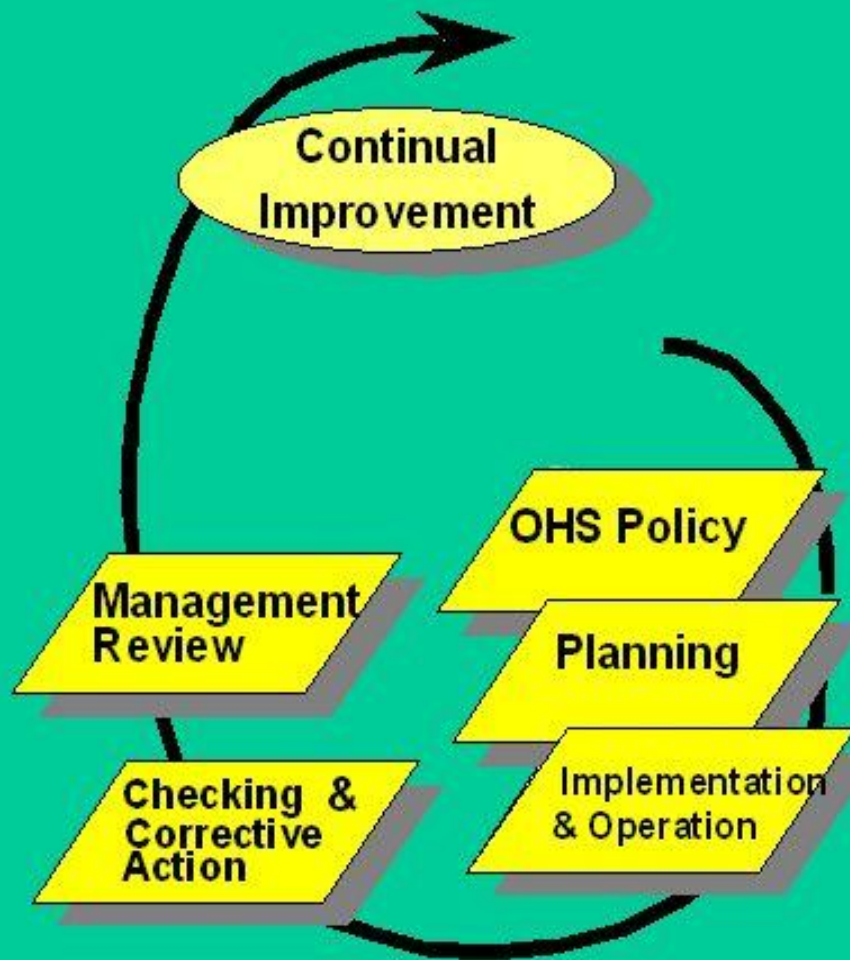 Continual
Improvement
OHS Policy
Management
Review
Planning
Implementation
& Operation
Checking &
Corrective
Action